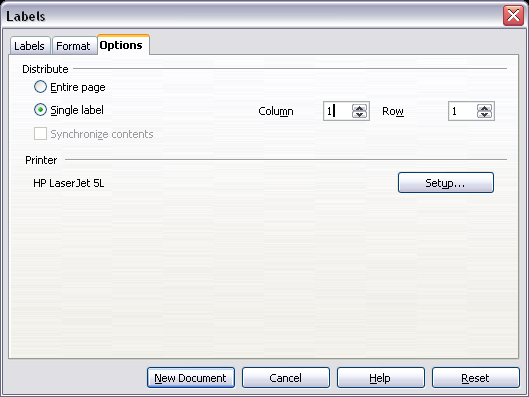 Labels
Labels Format Options
Distribute
Entire page
Single label Column 1 Row 1
Synchronize contents
Printer
HP LaserJet 5L Setup...
New Document Cancel Help Reset